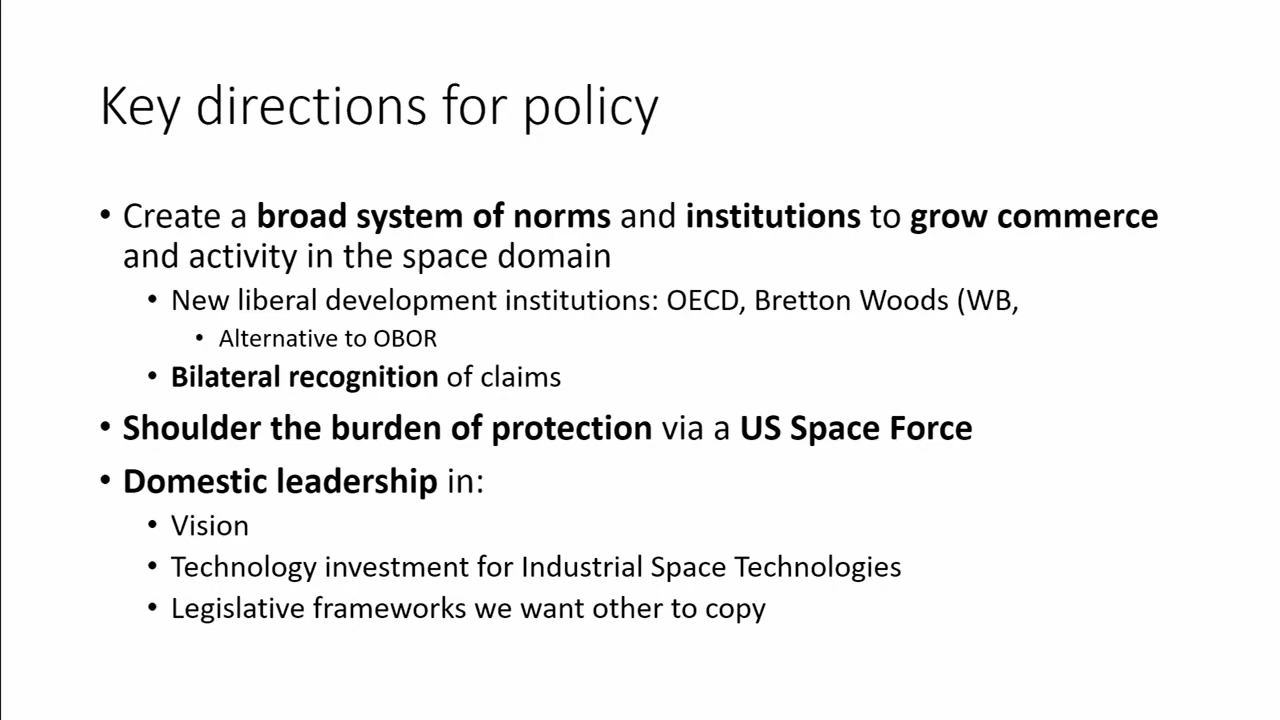 Key directions for policy
• Create a broad system of norms and institutions to grow commerce
and activity in the space domain
• New liberal development institutions: OECD, Bretton Woods (WB,
• Alternative to OBOR
• Bilateral recognition of claims
• Shoulder the burden of protection via a US Space Force
• Domestic leadership in:
• Vision
• Technology investment for Industrial Space Technologies
• Legislative frameworks we want other to copy